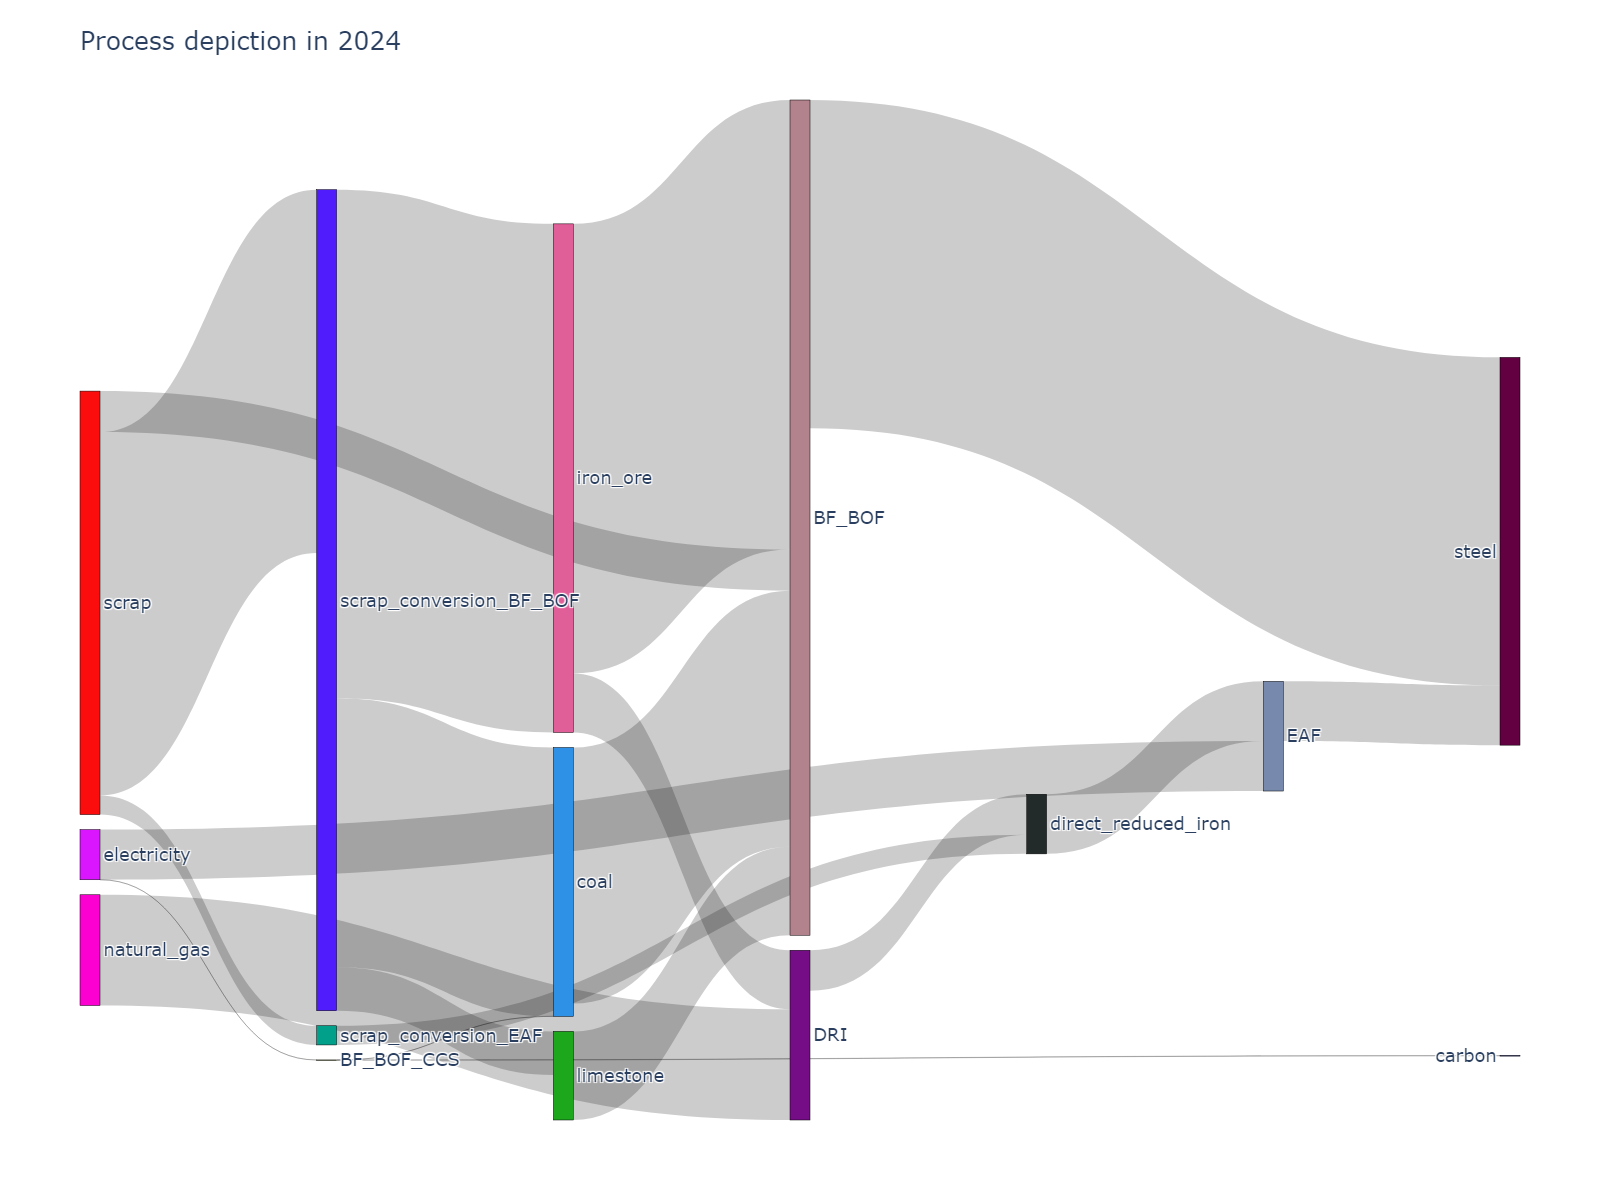 Process depiction in 2024
iron_ore
BF_BOF
steel
scrap
scrap_conversion_BF_BOF
EAF
direct_reduced_iron
electricity
coal
natural_gas
DRI
scrap_conversion_EAF
BF_BOF_CCS
carbon
limestone